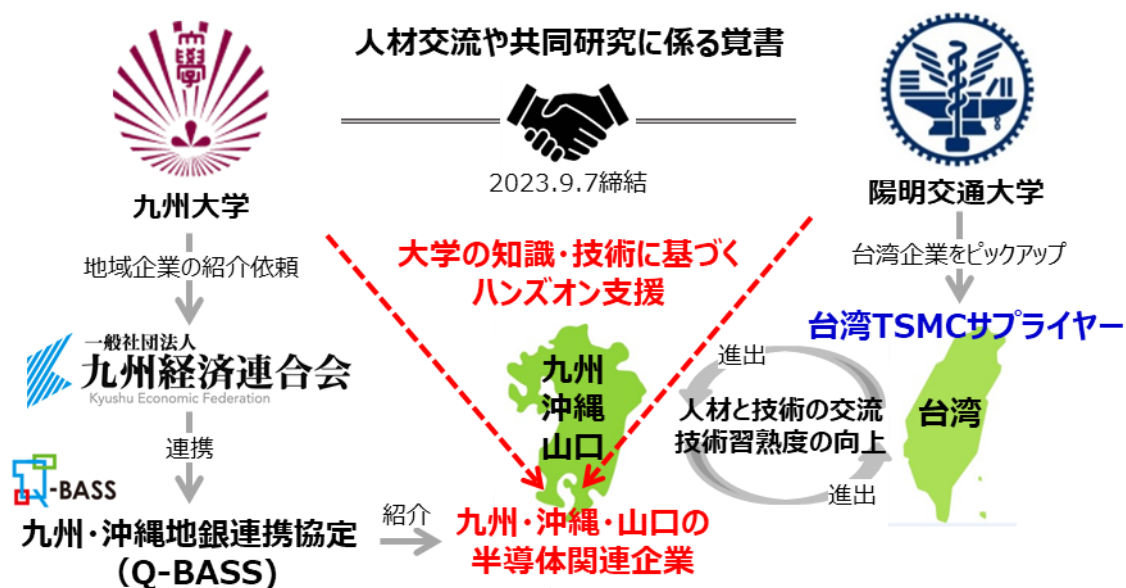 人材交流や共同研究に係る覚書
2023.9.7締結
大學
九州大学
陽明交通大学
地域企業の紹介依頼
台湾企業をピックアップ
大学の知識・技術に基づく
ハンズオン支援
一般社団法人
九州経済連合会
Kyushu Economic Federation
台湾TSMCサプライヤー
連携
九州
沖縄
山口
進出
人材と技術の交流
技術習熟度の向上
進出
台湾
Q-BASS
九州・沖縄地銀連携協定
(Q-BASS)
紹介
九州・沖縄・山口の
半導体関連企業